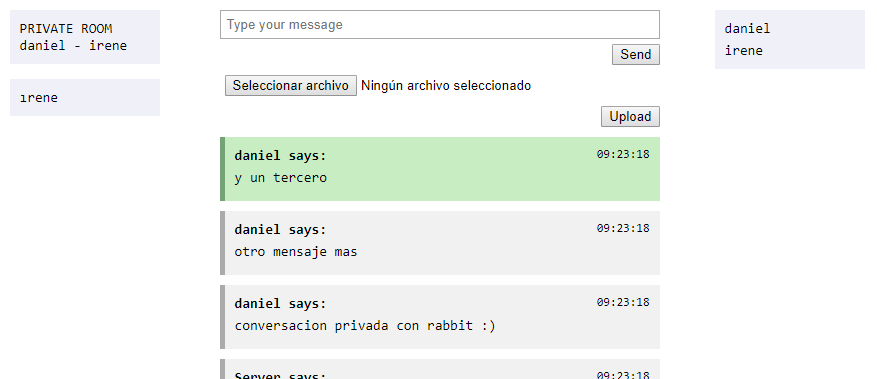 PRIVATE ROOM
daniel - irene
ırene
Type your message
Send
Seleccionar archivo Ningún archivo seleccionado
Upload
daniel says: 09:23:18
y un tercero
daniel says: 09:23:18
otro mensaje mas
daniel says: 09:23:18
conversacion privada con rabbit :)
Server says: 09:23:18
daniel
irene